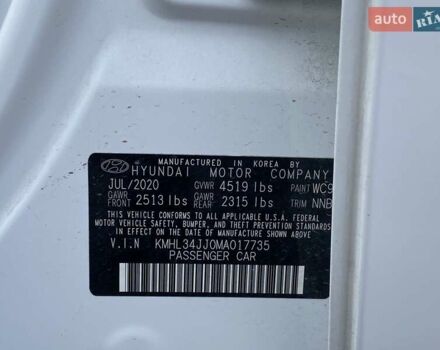 auto RIA
MANUFACTURED IN KOREA BY
HYUNDAI MOTOR COMPANY
JUL/2020 GVWR 4519 lbs PAINT WC9
GAWR FRONT 2513 lbs GAWR REAR 2315 lbs TRIM NNB
THIS VEHICLE CONFORMS TO ALL APPLICABLE U.S.A. FEDERAL
MOTOR VEHICLE SAFETY, BUMPER, AND THEFT PREVENTION
STANDARDS IN EFFECT ON THE DATE OF MANUFACTURE
V.I.N KMHL34JJ0MA017735
PASSENGER CAR